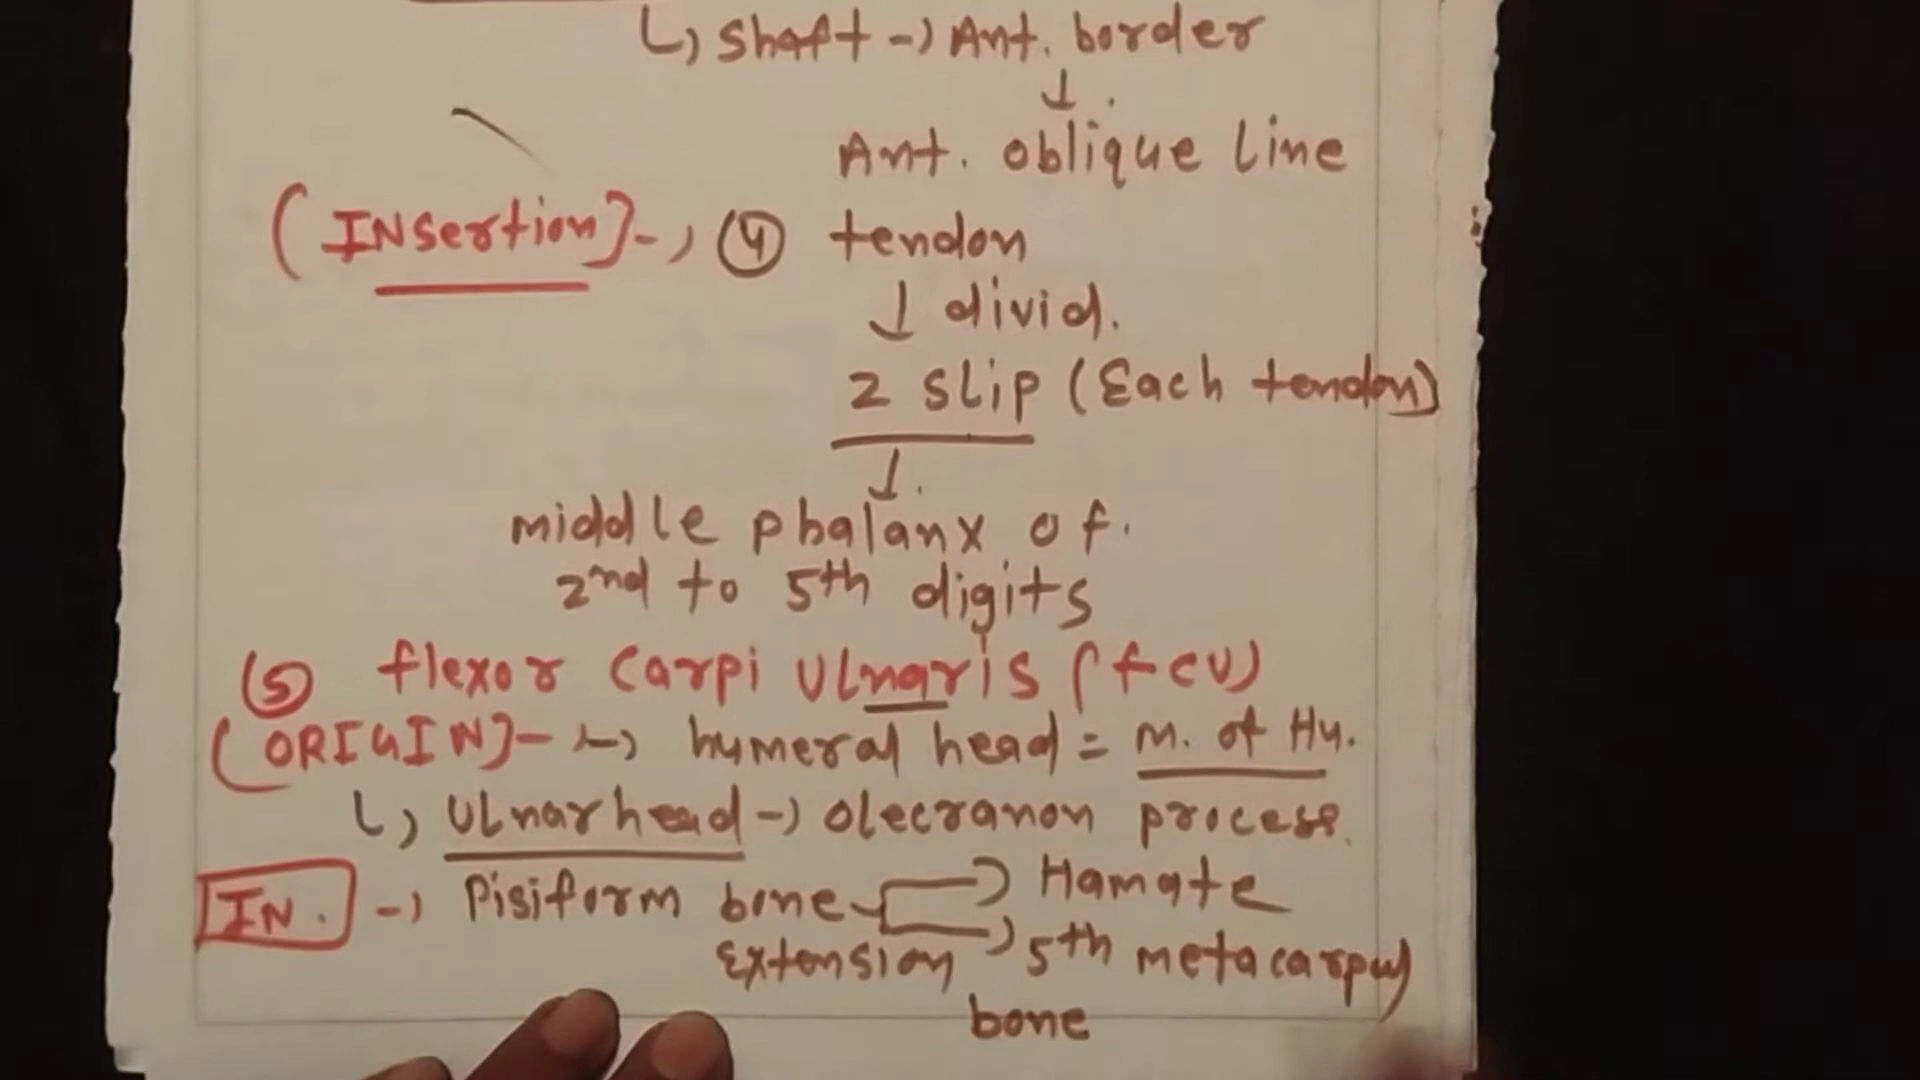 ↳ shaft → Ant. border
↓
Ant. oblique line
(INsertion] → ④ tendon
↓ divid.
2 slip (Each tendon)
↓
middle phalanx of.
2nd to 5th digits
⑤ flexor carpi ulnaris (fcu)
(ORIGIN] - ↳ humeral head = M. of Hu.
↳ ulnar head → olecranon process.
IN. → Pisiform bone → Hamate
Extension → 5th metacarpal
bone